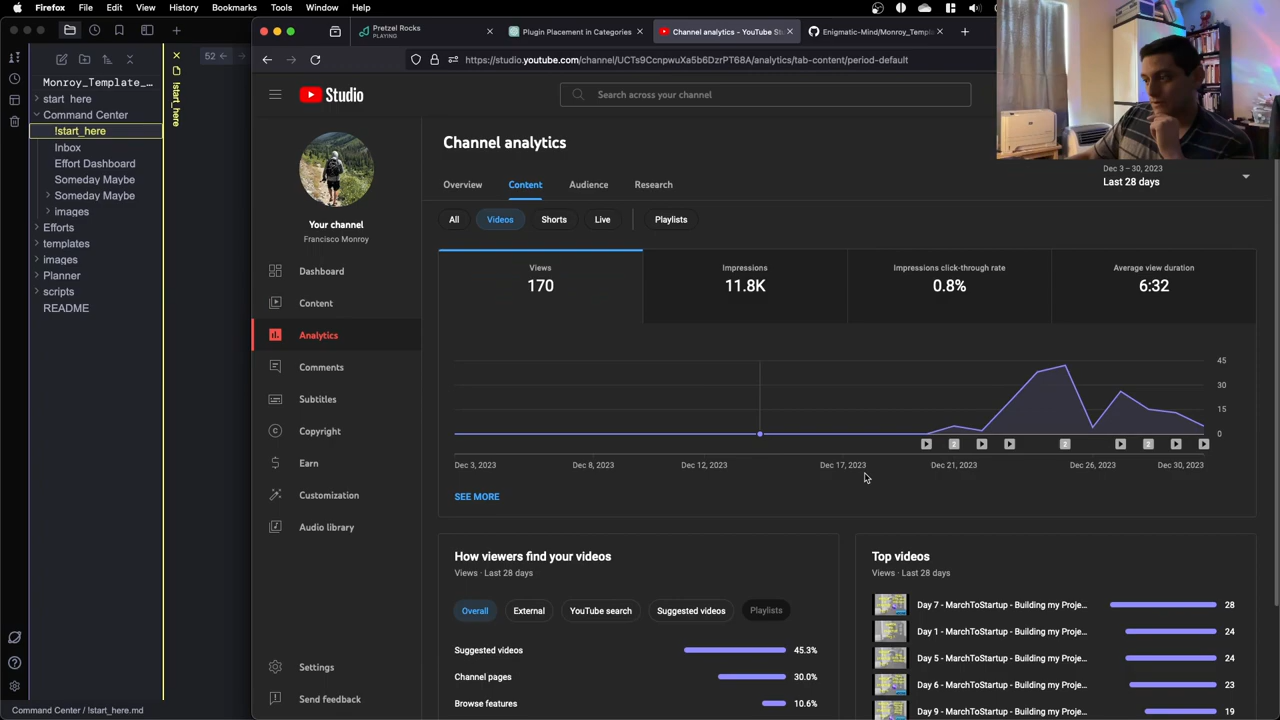 Firefox File Edit View History Bookmarks Tools Window Help
Pretzel Rocks
PLAYING
Plugin Placement in Categories
Channel analytics - YouTube St
Enigmatic-Mind/Monroy_Templa
https://studio.youtube.com/channel/UCTs9CcnpwuXa5b6DzrPT68A/analytics/tab-content/period-default
52
!start_here
Monroy_Template_...
start here
Command Center
!start_here
Inbox
Effort Dashboard
Someday Maybe
Someday Maybe
images
Efforts
templates
images
Planner
scripts
README
Command Center / !start_here.md
Studio
Search across your channel
Your channel
Francisco Monroy
Dashboard
Content
Analytics
Comments
Subtitles
Copyright
Earn
Customization
Audio library
Settings
Send feedback
Channel analytics
Overview Content Audience Research
Dec 3 – 30, 2023
Last 28 days
All Videos Shorts Live Playlists
Views
170
Impressions
11.8K
Impressions click-through rate
0.8%
Average view duration
6:32
45
30
15
0
2 2 2
Dec 3, 2023 Dec 8, 2023 Dec 12, 2023 Dec 17, 2023 Dec 21, 2023 Dec 26, 2023 Dec 30, 2023
SEE MORE
How viewers find your videos
Views · Last 28 days
Overall External YouTube search Suggested videos Playlists
Suggested videos 45.3%
Channel pages 30.0%
Browse features 10.6%
Top videos
Views · Last 28 days
Day 7 - MarchToStartup - Building my Proje... 28
Day 1 - MarchToStartup - Building my Proje... 24
Day 5 - MarchToStartup - Building my Proje... 24
Day 6 - MarchToStartup - Building my Proje... 23
Day 9 - MarchToStartup - Building my Proje... 19